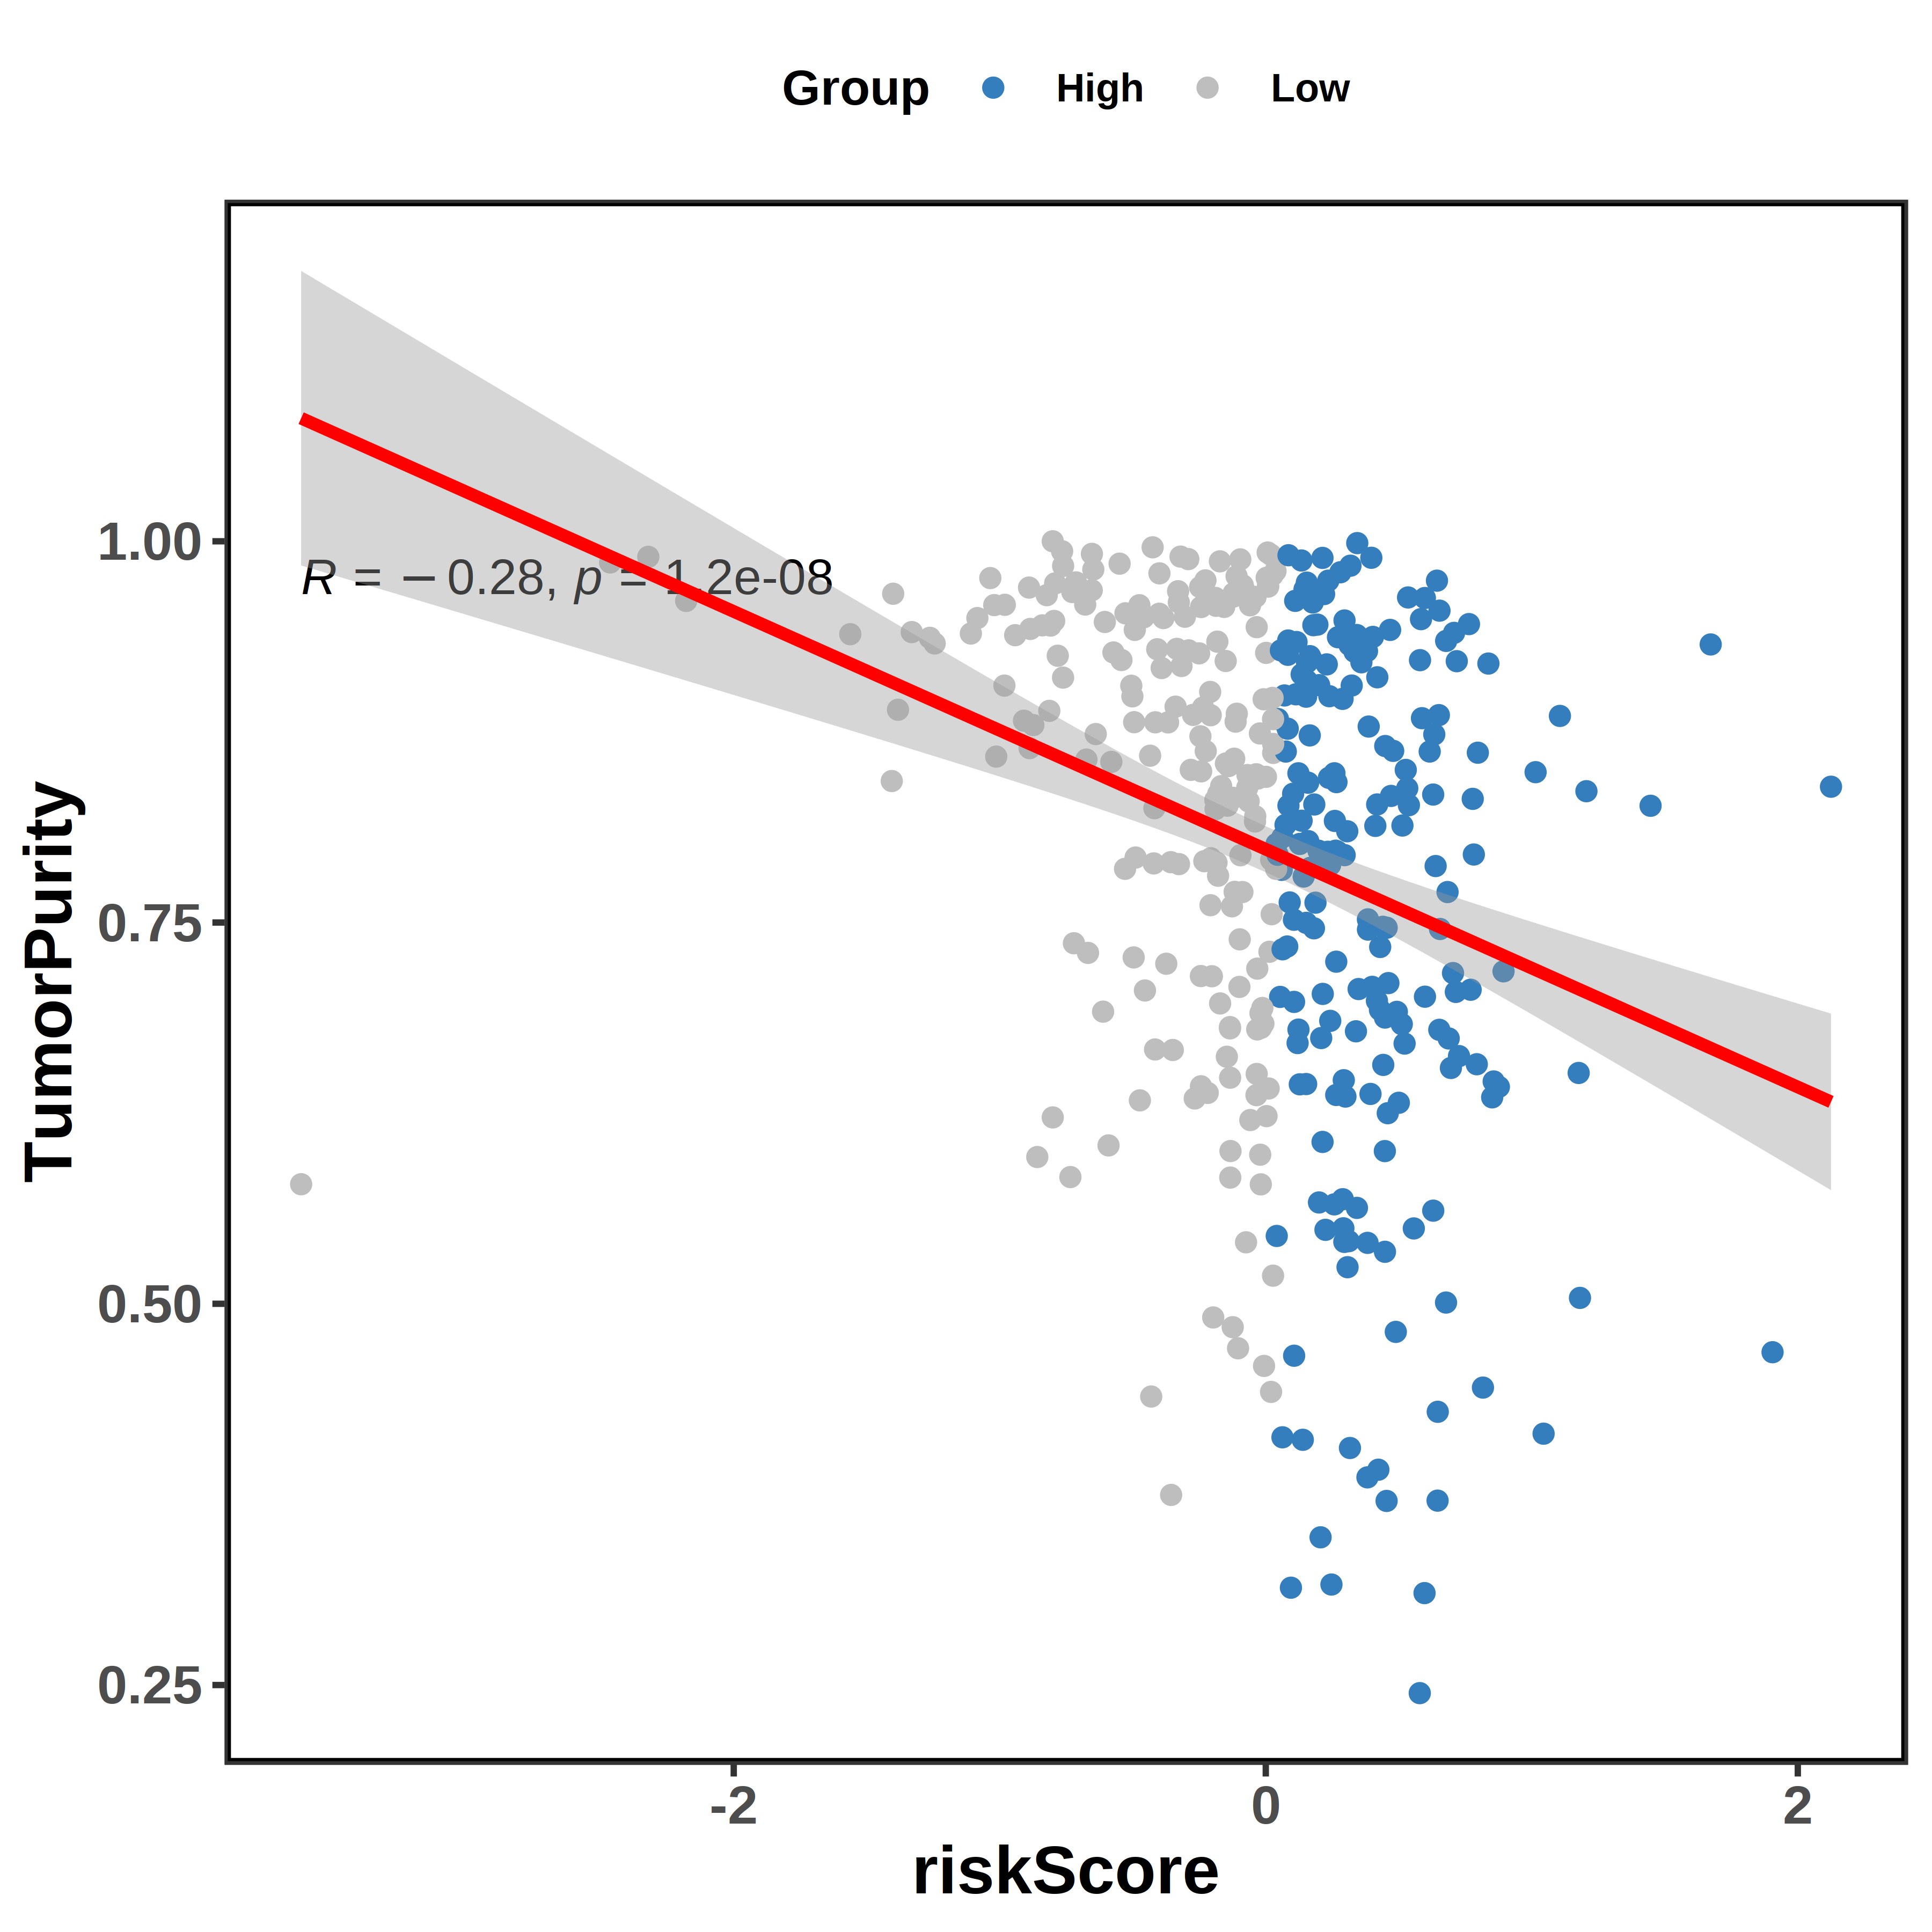 Group High Low
R = −0.28, p = 1.2e-08
1.00
0.75
0.50
0.25
TumorPurity
-2 0 2
riskScore